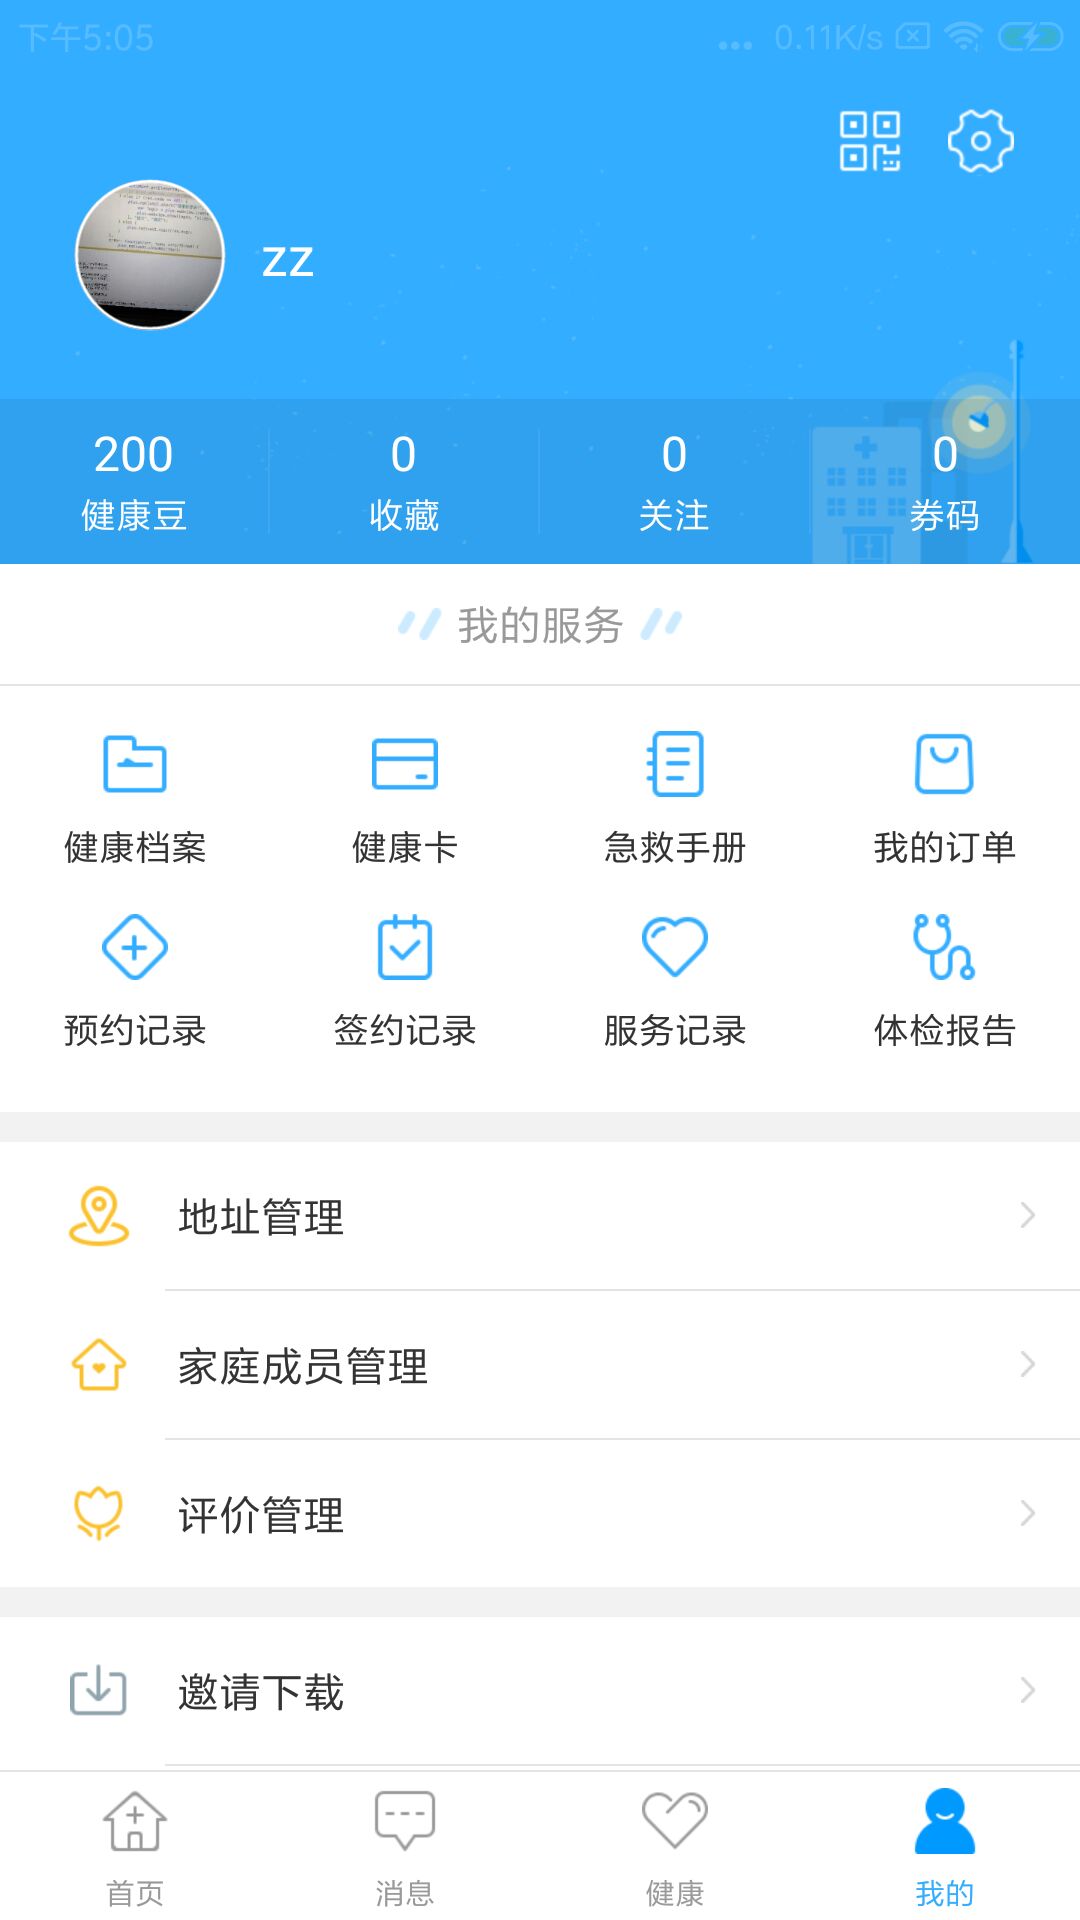 下午5:05 ... 0.11K/s
zz
200 0 0 0
健康豆 收藏 关注 券码
我的服务
健康档案 健康卡 急救手册 我的订单
预约记录 签约记录 服务记录 体检报告
地址管理
家庭成员管理
评价管理
邀请下载
首页 消息 健康 我的